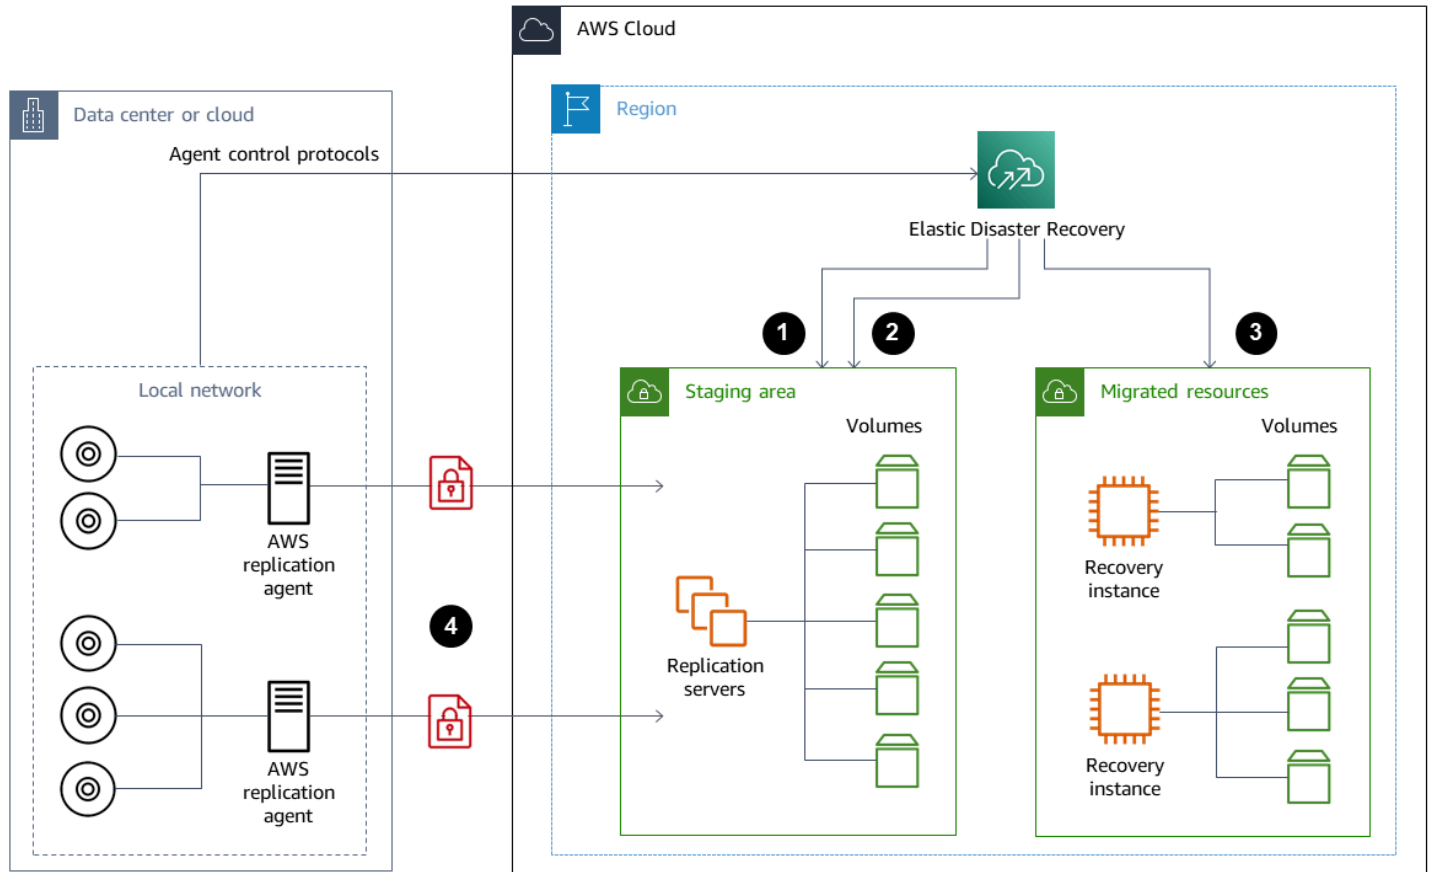 AWS Cloud
Data center or cloud
Region
Agent control protocols
Elastic Disaster Recovery
1
2
3
Local network
Staging area
Migrated resources
Volumes
Volumes
AWS
replication
agent
Recovery
instance
4
Replication
servers
AWS
replication
agent
Recovery
instance